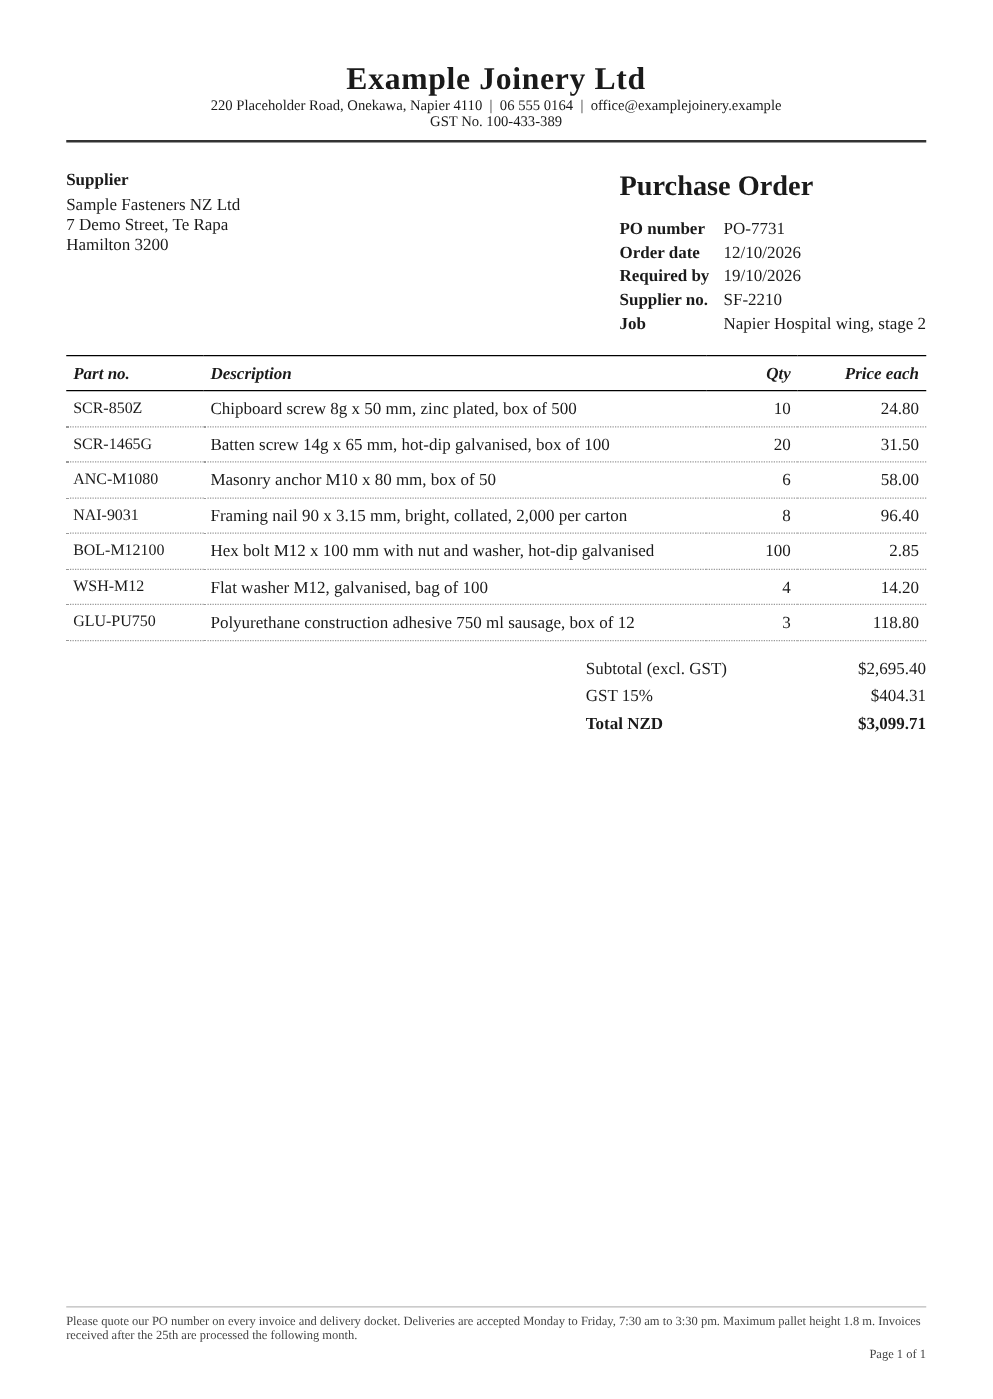 Example Joinery Ltd
220 Placeholder Road, Onekawa, Napier 4110 | 06 555 0164 | office@examplejoinery.example
GST No. 100-433-389
Supplier
Sample Fasteners NZ Ltd
7 Demo Street, Te Rapa
Hamilton 3200
Purchase Order
PO number PO-7731
Order date 12/10/2026
Required by 19/10/2026
Supplier no. SF-2210
Job Napier Hospital wing, stage 2
Part no. Description Qty Price each
SCR-850Z Chipboard screw 8g x 50 mm, zinc plated, box of 500 10 24.80
SCR-1465G Batten screw 14g x 65 mm, hot-dip galvanised, box of 100 20 31.50
ANC-M1080 Masonry anchor M10 x 80 mm, box of 50 6 58.00
NAI-9031 Framing nail 90 x 3.15 mm, bright, collated, 2,000 per carton 8 96.40
BOL-M12100 Hex bolt M12 x 100 mm with nut and washer, hot-dip galvanised 100 2.85
WSH-M12 Flat washer M12, galvanised, bag of 100 4 14.20
GLU-PU750 Polyurethane construction adhesive 750 ml sausage, box of 12 3 118.80
Subtotal (excl. GST) $2,695.40
GST 15% $404.31
Total NZD $3,099.71
Please quote our PO number on every invoice and delivery docket. Deliveries are accepted Monday to Friday, 7:30 am to 3:30 pm. Maximum pallet height 1.8 m. Invoices
received after the 25th are processed the following month.
Page 1 of 1